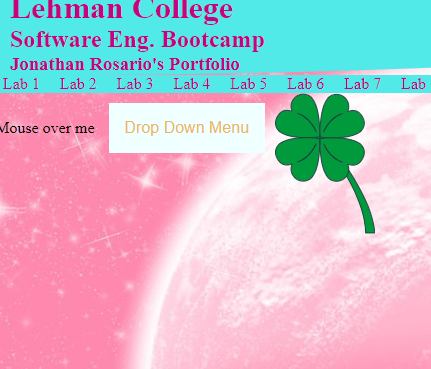 Lehman College
Software Eng. Bootcamp
Jonathan Rosario's Portfolio
Lab 1 Lab 2 Lab 3 Lab 4 Lab 5 Lab 6 Lab 7 Lab
Mouse over me Drop Down Menu